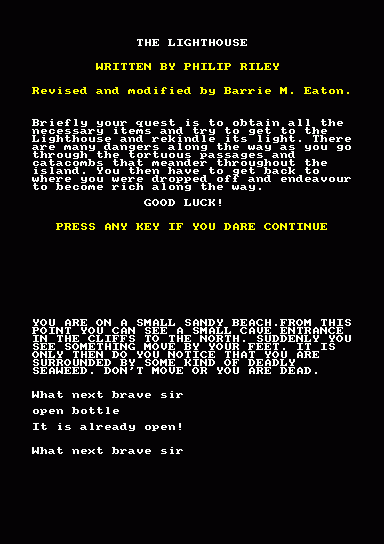 THE LIGHTHOUSE
WRITTEN BY PHILIP RILEY
Revised and modified by Barrie M. Eaton.
Briefly your quest is to obtain all the
necessary items and try to get to the
Lighthouse and rekindle its light. There
are many dangers along the way as you go
through the tortuous passages and
catacombs that meander throughout the
island. You then have to get back to
where you were dropped off and endeavour
to become rich along the way.
GOOD LUCK!
PRESS ANY KEY IF YOU DARE CONTINUE
YOU ARE ON A SMALL SANDY BEACH.FROM THIS
POINT YOU CAN SEE A SMALL CAVE ENTRANCE
IN THE CLIFFS TO THE NORTH. SUDDENLY YOU
SEE SOMETHING MOVE BY YOUR FEET. IT IS
ONLY THEN DO YOU NOTICE THAT YOU ARE
SURROUNDED BY SOME KIND OF DEADLY
SEAWEED. DON'T MOVE OR YOU ARE DEAD.
What next brave sir
open bottle
It is already open!
What next brave sir